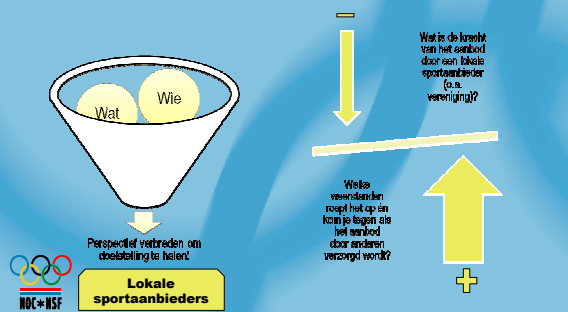 Wat
Wie
Perspectief verbreden om
doelstelling te halen!
Lokale
sportaanbieders
NOC*NSF
Wat is de kracht
van het aanbod
door een lokale
sportaanbieder
(o.a.
vereniging)?
Welke
weerstanden
roept het op én
kom je tegen als
het aanbod
door anderen
verzorgd wordt?